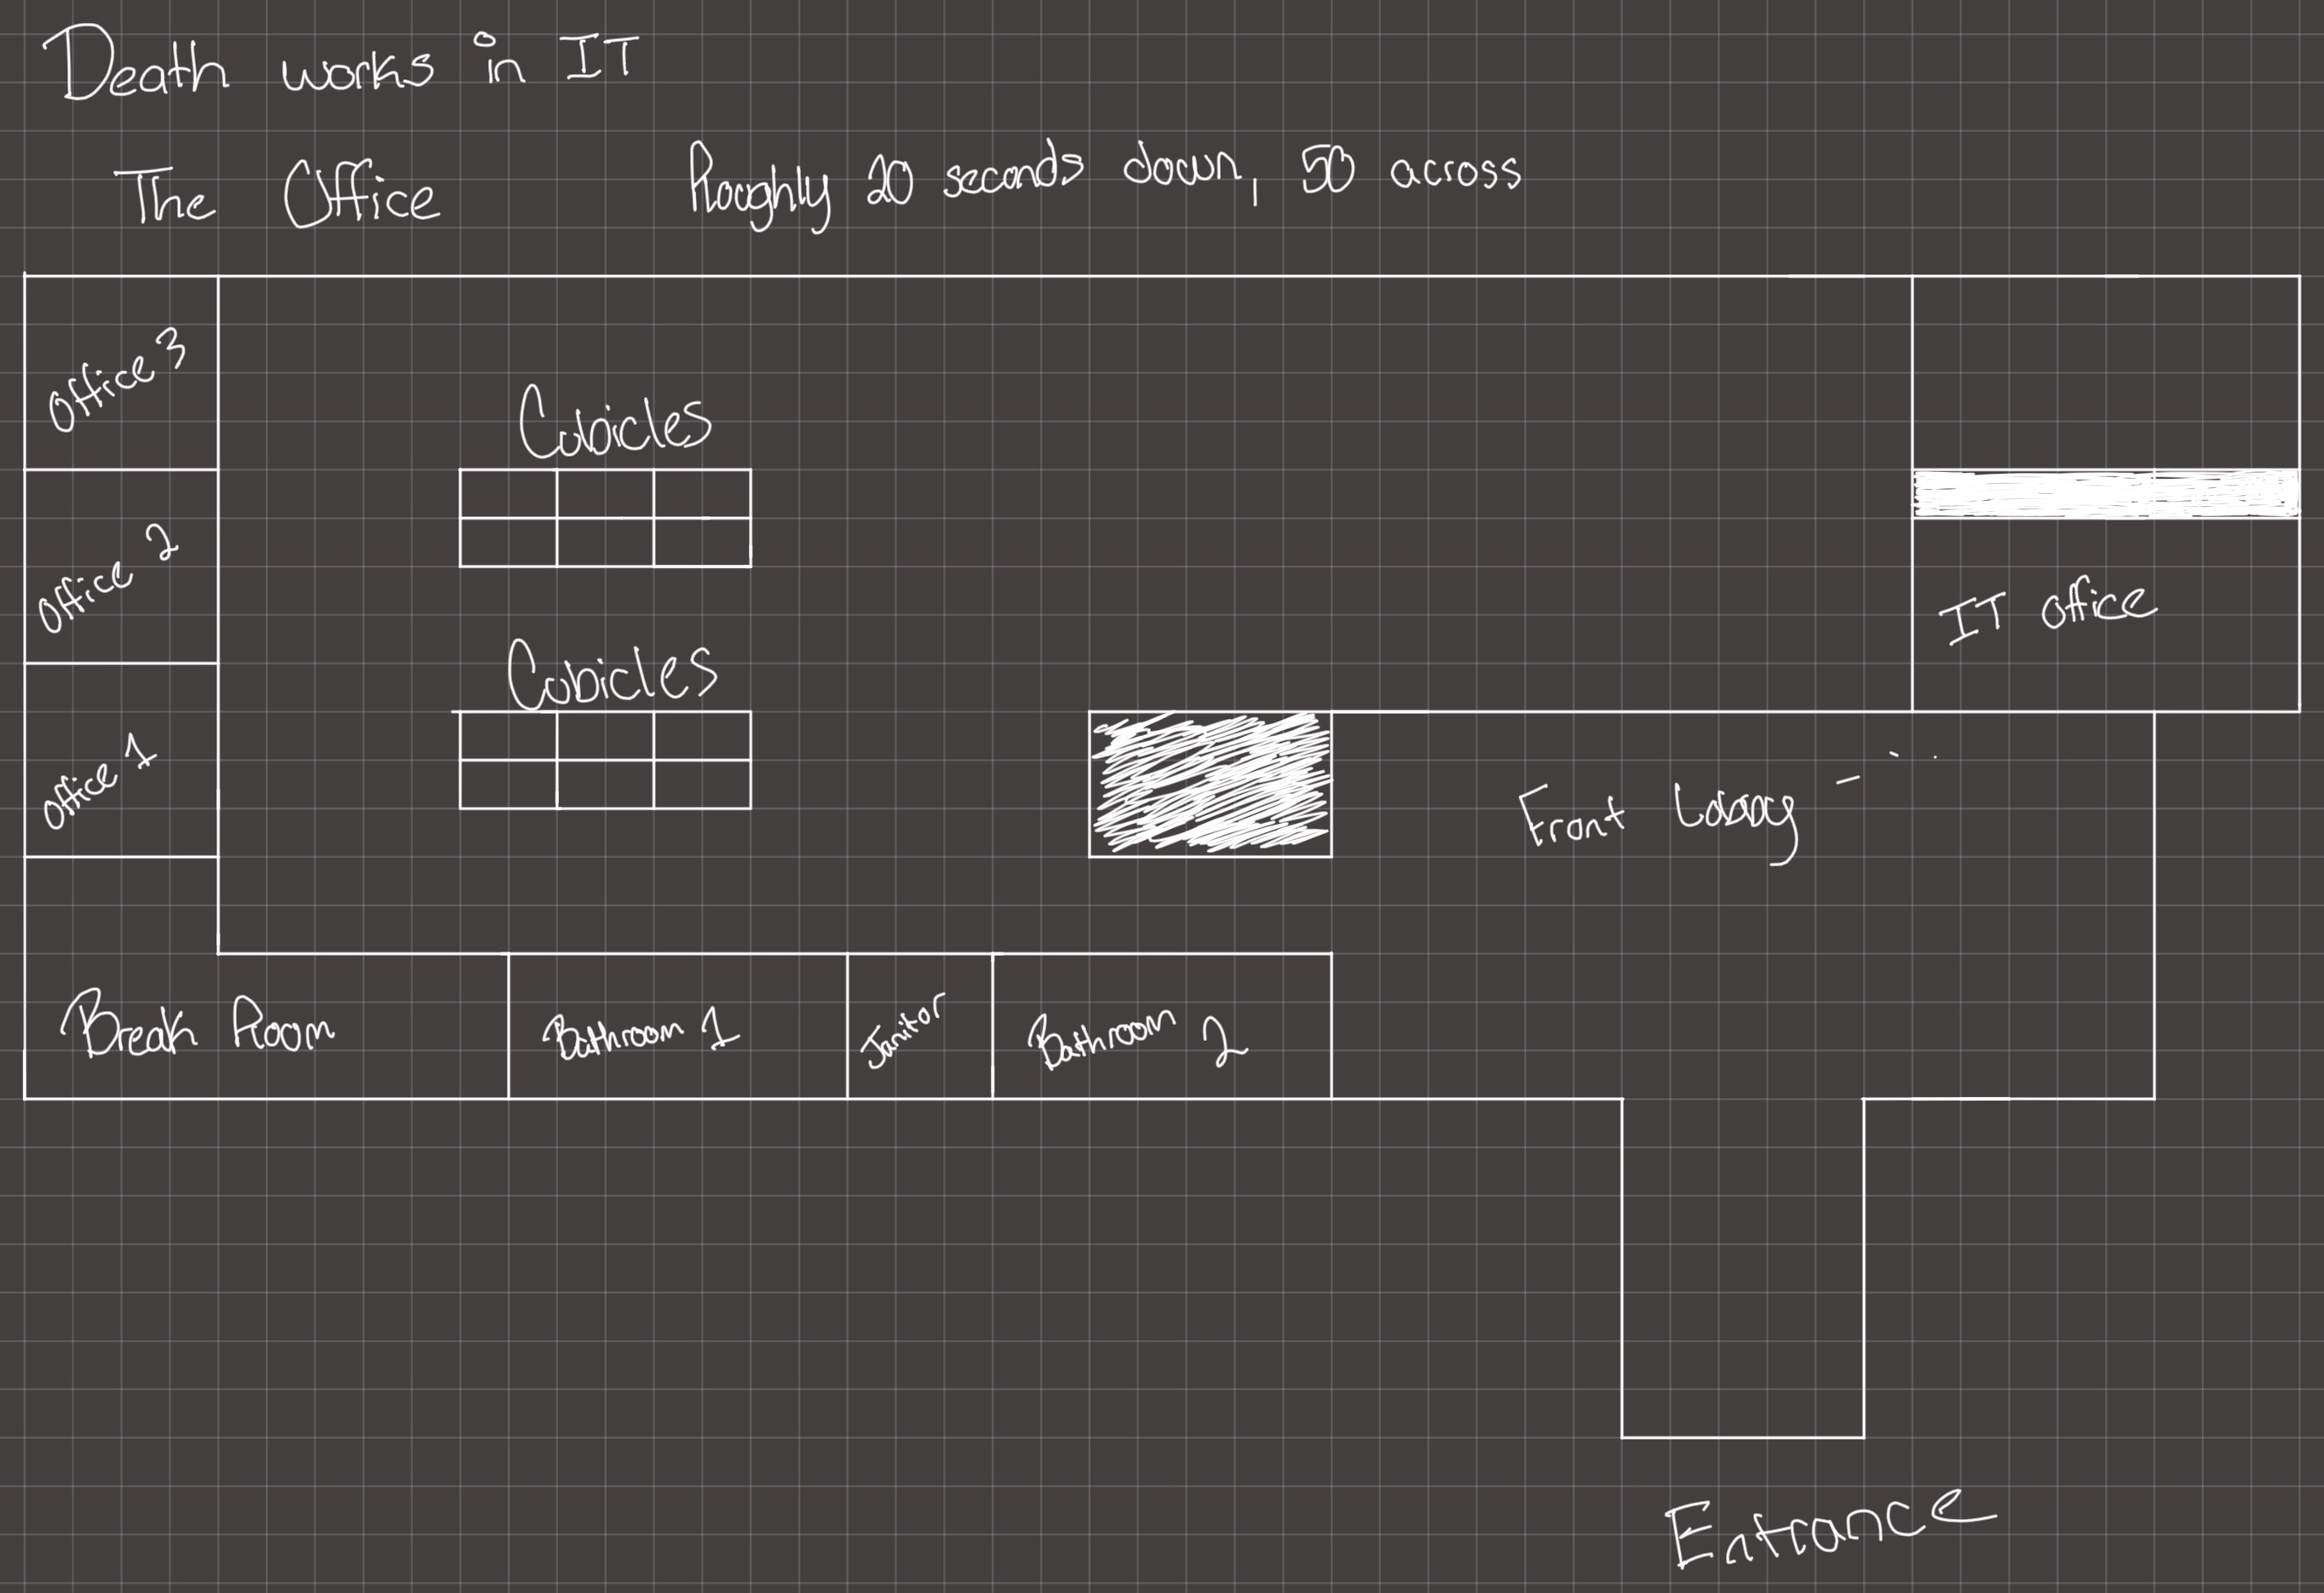 Death works in IT
The Office
Roughly 20 seconds down, 50 across
Office 3
Cubicles
Office 2
IT Office
Cubicles
Office 1
Front Lobby
Break Room
Bathroom 1
Janitor
Bathroom 2
Entrance